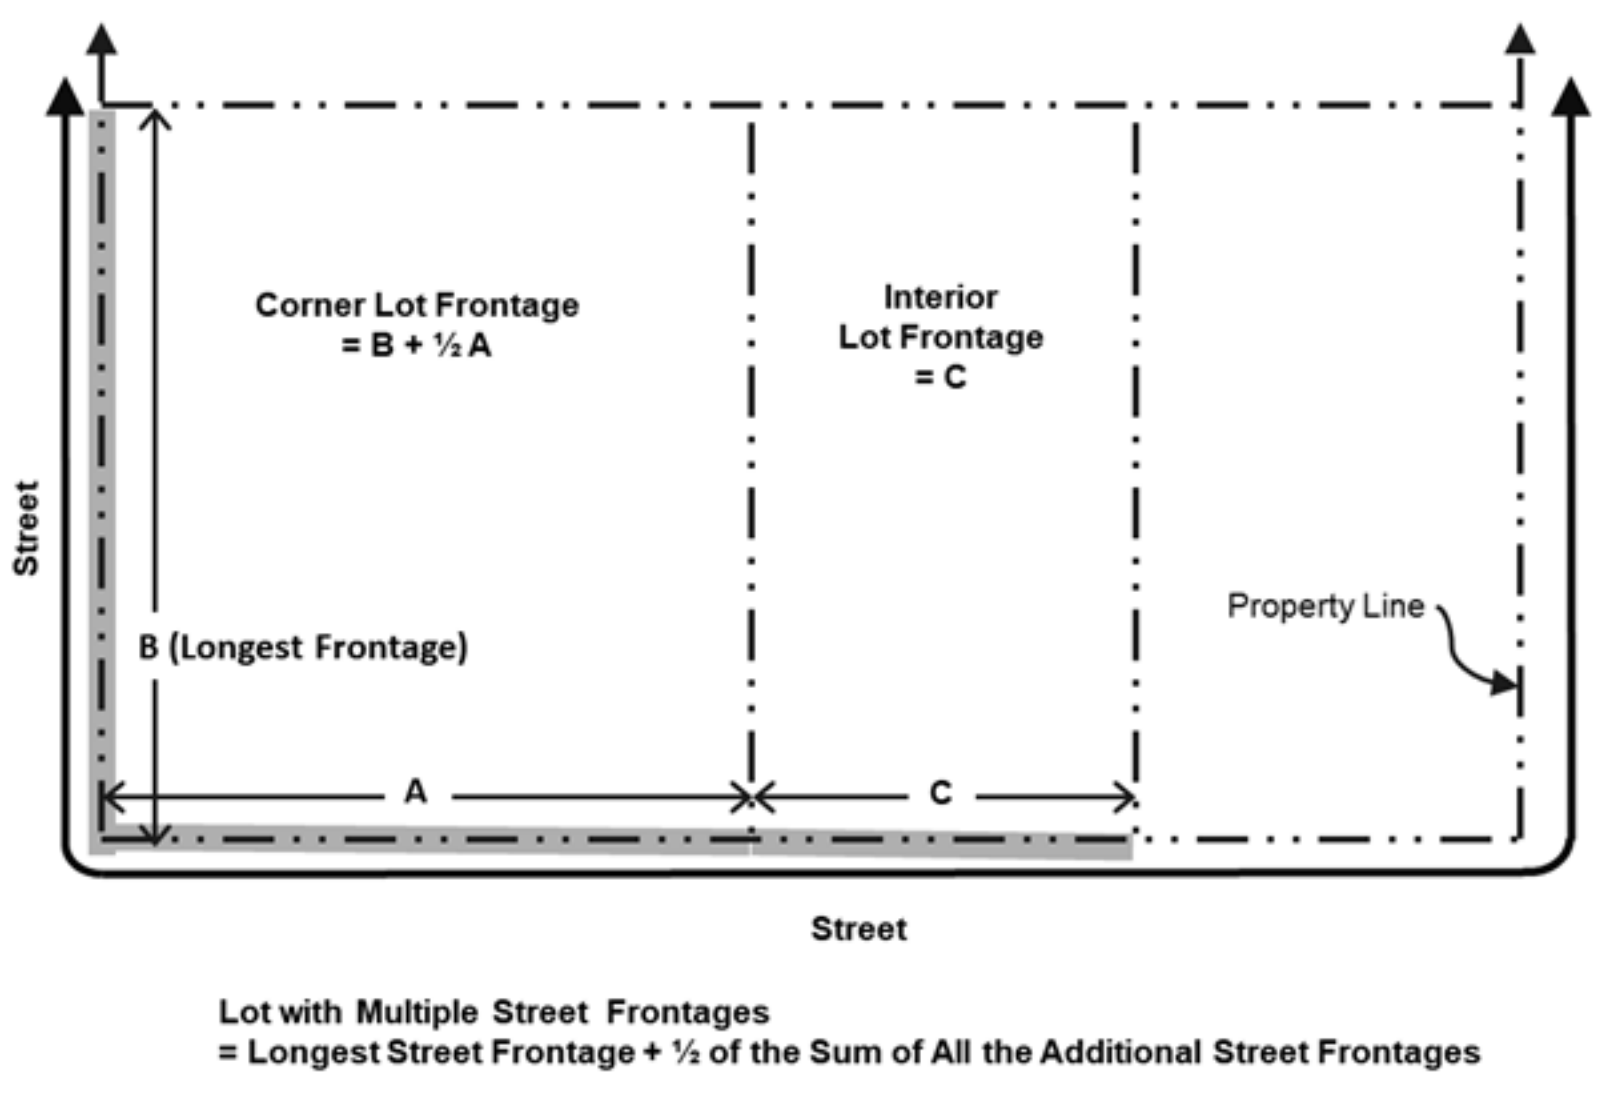 Corner Lot Frontage
= B + ½ A
Interior
Lot Frontage
= C
Street
B (Longest Frontage)
Property Line
A
C
Street
Lot with Multiple Street Frontages
= Longest Street Frontage + ½ of the Sum of All the Additional Street Frontages